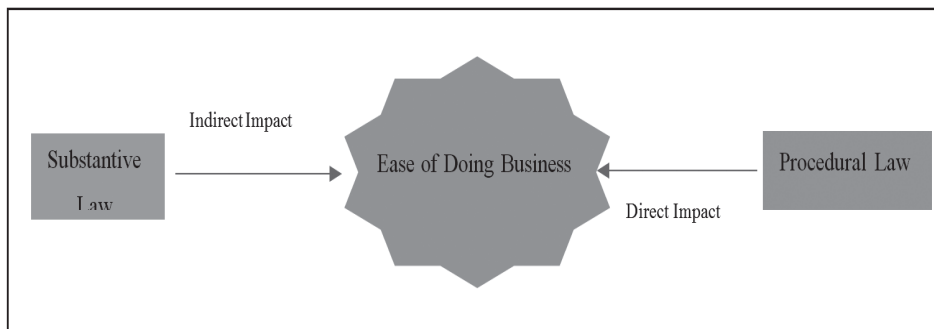 Indirect Impact
Substantive
Law
Ease of Doing Business
Procedural Law
Direct Impact